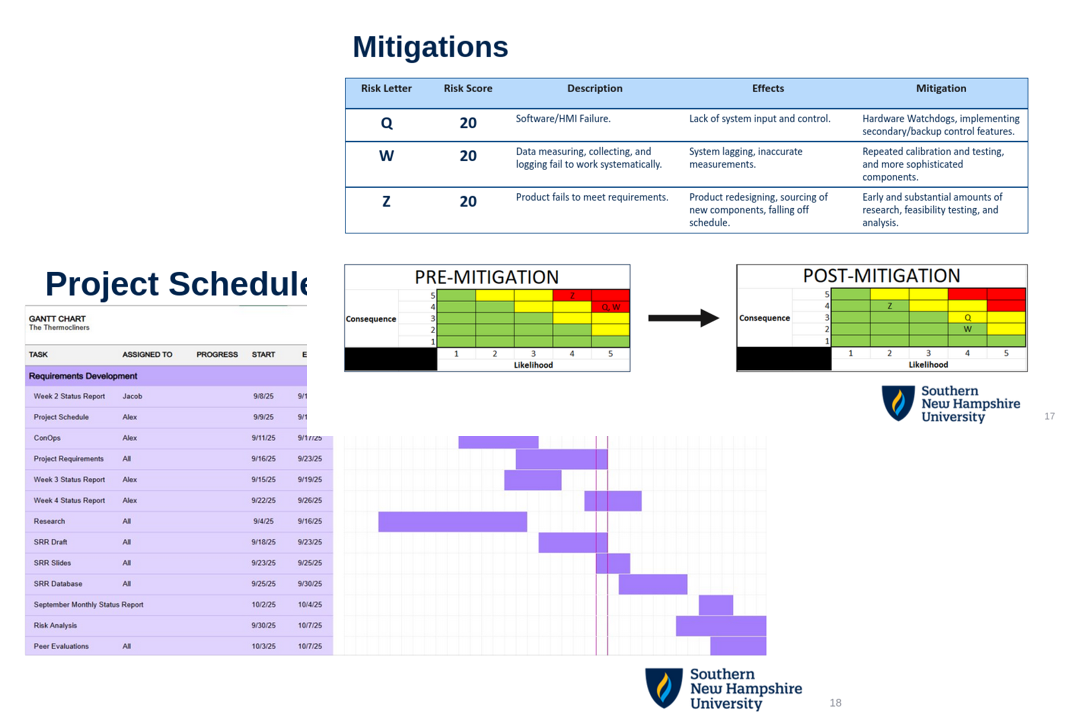 Mitigations
Risk Letter Risk Score Description Effects Mitigation
Q 20 Software/HMI Failure. Lack of system input and control. Hardware Watchdogs, implementing
secondary/backup control features.
W 20 Data measuring, collecting, and System lagging, inaccurate Repeated calibration and testing,
logging fail to work systematically. measurements. and more sophisticated
components.
Z 20 Product fails to meet requirements. Product redesigning, sourcing of Early and substantial amounts of
new components, falling off research, feasibility testing, and
schedule. analysis.
PRE-MITIGATION
5 Z
4 Q, W
Consequence 3
2
1
1 2 3 4 5
Likelihood
POST-MITIGATION
5
4 Z
Consequence 3 Q
2 W
1
1 2 3 4 5
Likelihood
Southern
New Hampshire
University
17
Project Schedule
GANTT CHART
The Thermocliners
TASK ASSIGNED TO PROGRESS START E
Requirements Development
Week 2 Status Report Jacob 9/8/25 9/1
Project Schedule Alex 9/9/25 9/1
ConOps Alex 9/11/25 9/17/25
Project Requirements All 9/16/25 9/23/25
Week 3 Status Report Alex 9/15/25 9/19/25
Week 4 Status Report Alex 9/22/25 9/26/25
Research All 9/4/25 9/16/25
SRR Draft All 9/18/25 9/23/25
SRR Slides All 9/23/25 9/25/25
SRR Database All 9/25/25 9/30/25
September Monthly Status Report 10/2/25 10/4/25
Risk Analysis 9/30/25 10/7/25
Peer Evaluations All 10/3/25 10/7/25
Southern
New Hampshire
University
18